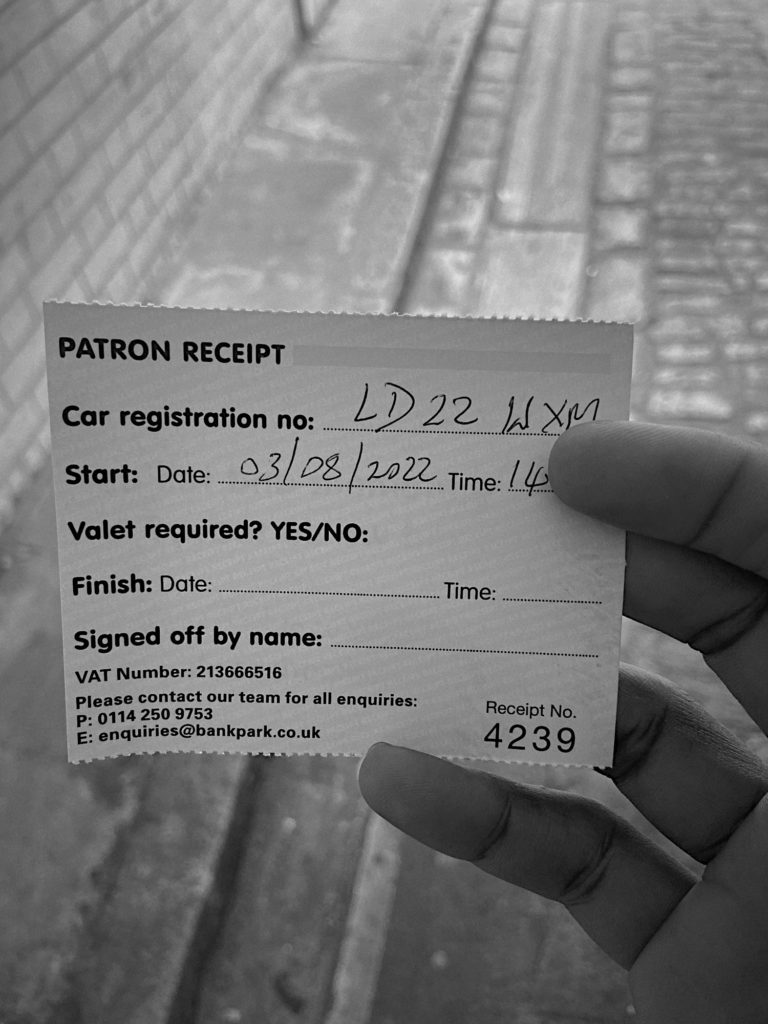 PATRON RECEIPT
Car registration no: LD22 WXM
Start: Date: 03/08/2022 Time: 14
Valet required? YES/NO:
Finish: Date: Time:
Signed off by name:
VAT Number: 213666516
Please contact our team for all enquiries:
P: 0114 250 9753
E: enquiries@bankpark.co.uk
Receipt No.
4239